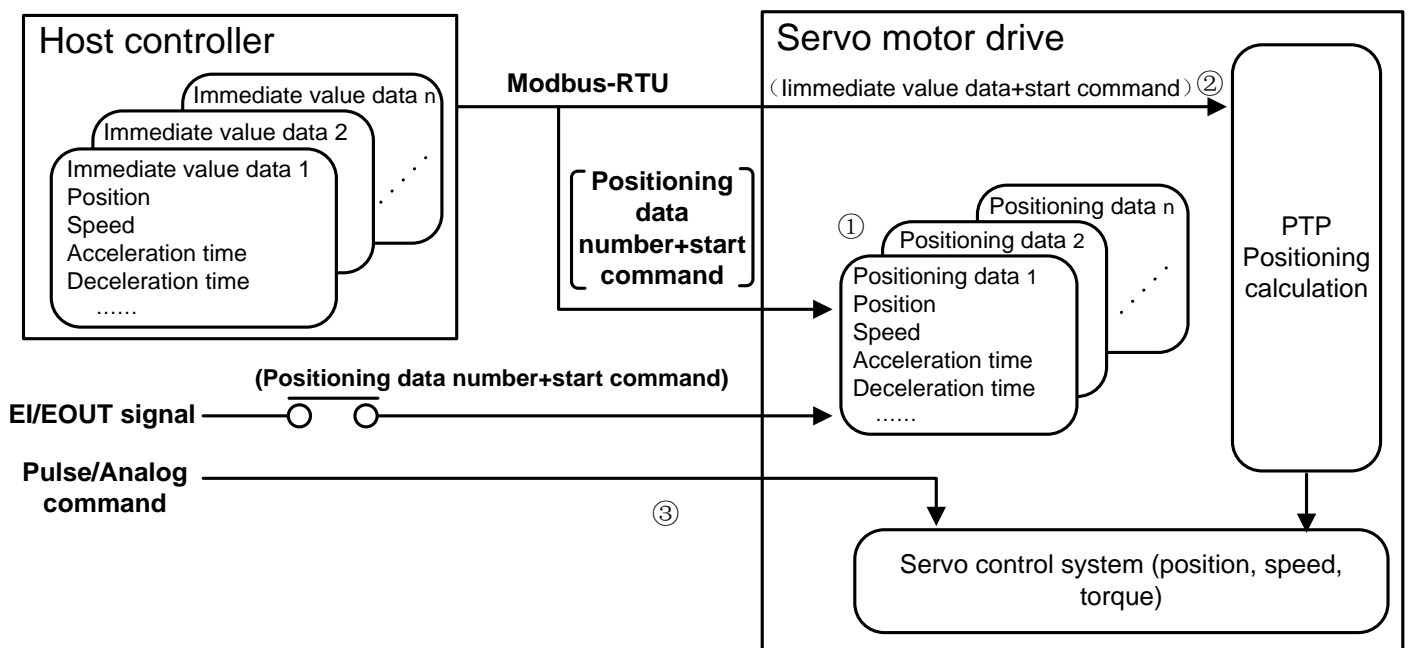 Host controller
Immediate value data n
Immediate value data 2
Immediate value data 1
Position
Speed
Acceleration time
Deceleration time
......
Modbus-RTU
Positioning
data
number+start
command
(Positioning data number+start command)
EI/EOUT signal
Pulse/Analog
command
③
Servo motor drive
（Iimmediate value data+start command）②
①
Positioning data n
Positioning data 2
Positioning data 1
Position
Speed
Acceleration time
Deceleration time
......
PTP
Positioning
calculation
Servo control system (position, speed,
torque)